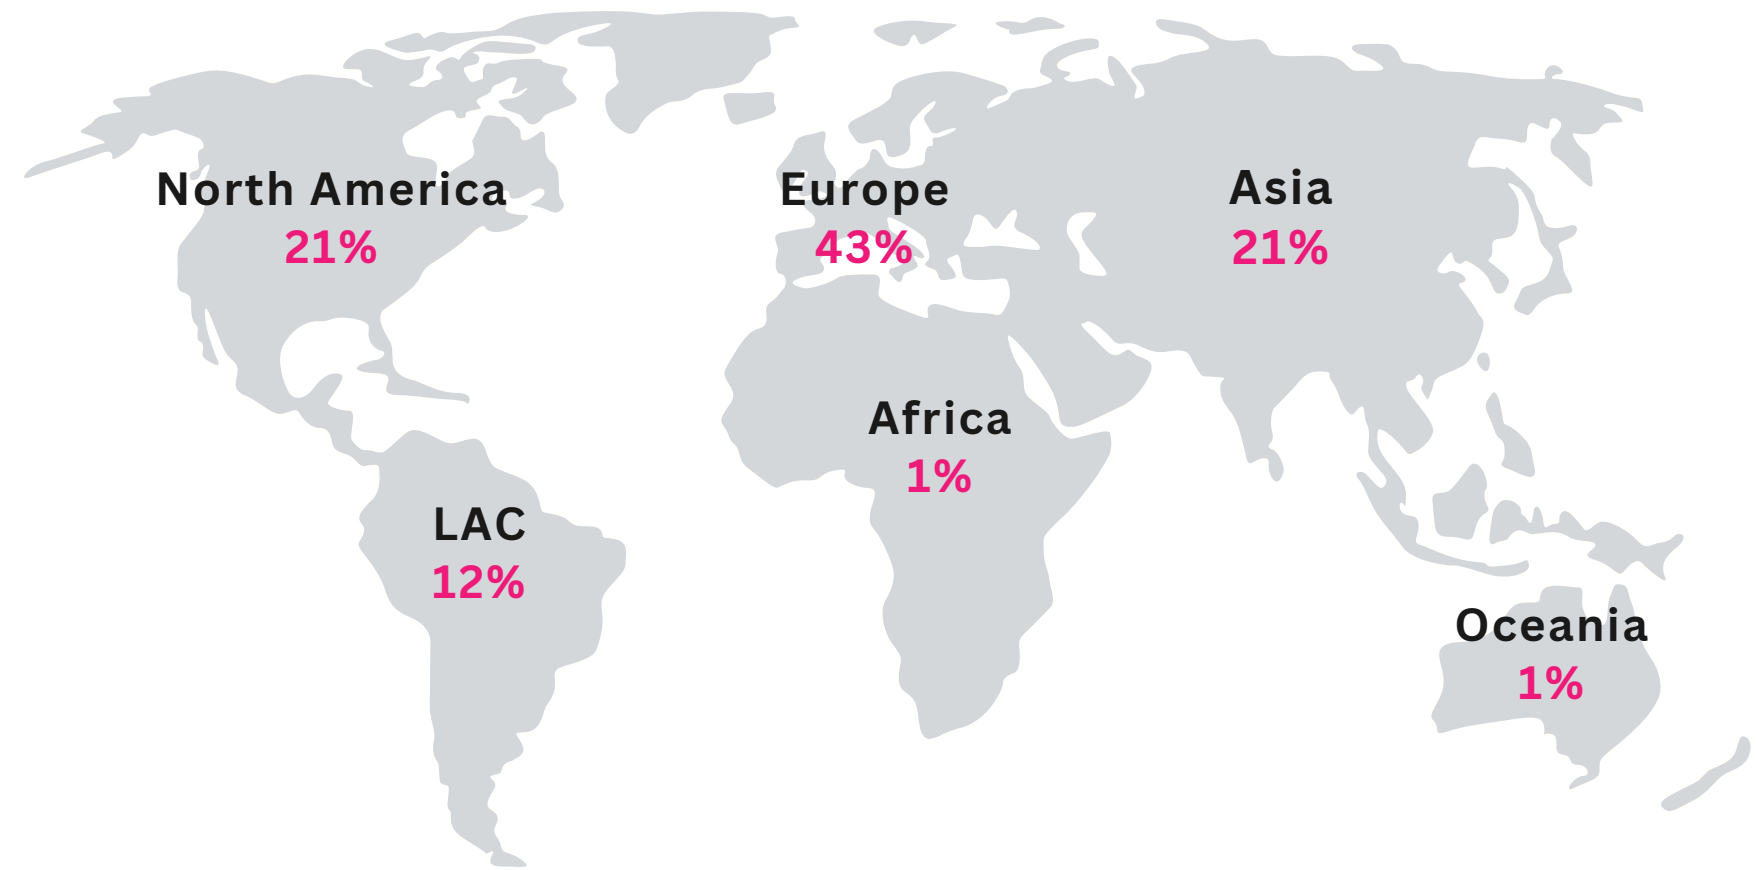 North America
21%
Europe
43%
Asia
21%
Africa
1%
LAC
12%
Oceania
1%